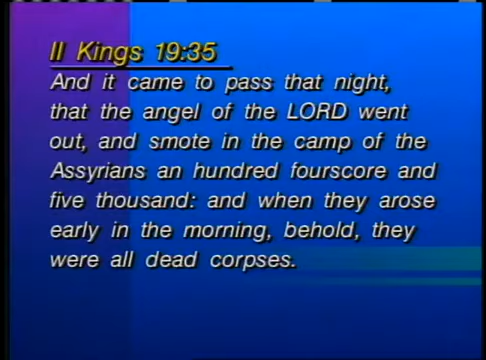 II Kings 19:35
And it came to pass that night,
that the angel of the LORD went
out, and smote in the camp of the
Assyrians an hundred fourscore and
five thousand: and when they arose
early in the morning, behold, they
were all dead corpses.